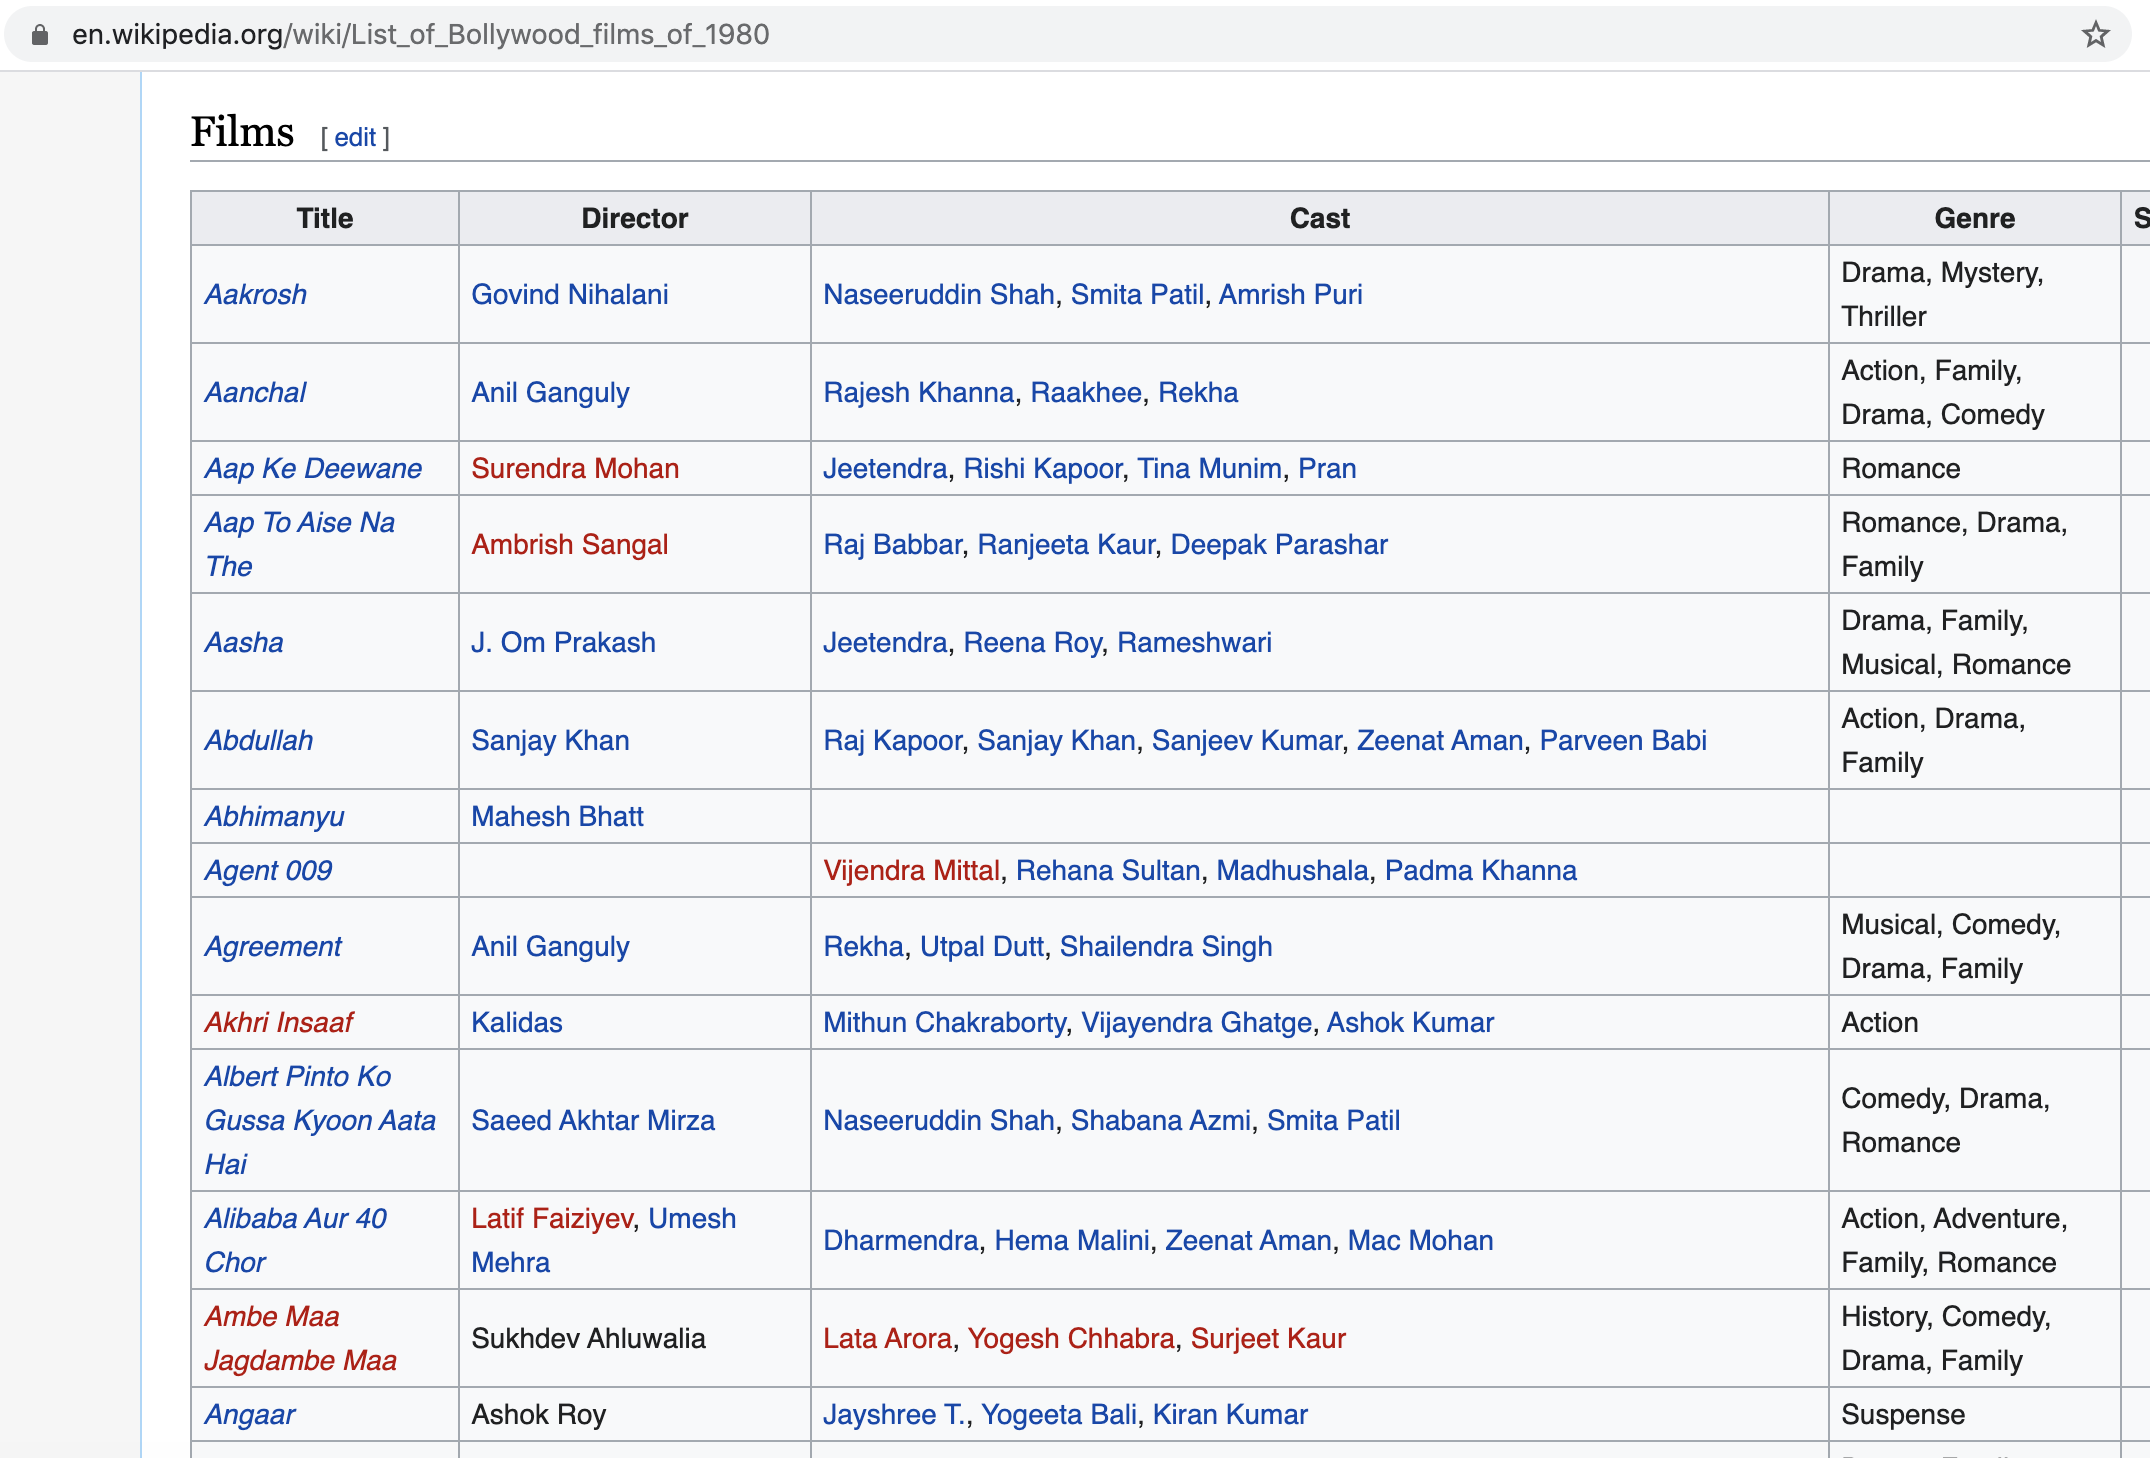 en.wikipedia.org/wiki/List_of_Bollywood_films_of_1980
Films [ edit ]
Title Director Cast Genre S
Aakrosh Govind Nihalani Naseeruddin Shah, Smita Patil, Amrish Puri Drama, Mystery,
Thriller
Aanchal Anil Ganguly Rajesh Khanna, Raakhee, Rekha Action, Family,
Drama, Comedy
Aap Ke Deewane Surendra Mohan Jeetendra, Rishi Kapoor, Tina Munim, Pran Romance
Aap To Aise Na
The Ambrish Sangal Raj Babbar, Ranjeeta Kaur, Deepak Parashar Romance, Drama,
Family
Aasha J. Om Prakash Jeetendra, Reena Roy, Rameshwari Drama, Family,
Musical, Romance
Abdullah Sanjay Khan Raj Kapoor, Sanjay Khan, Sanjeev Kumar, Zeenat Aman, Parveen Babi Action, Drama,
Family
Abhimanyu Mahesh Bhatt
Agent 009 Vijendra Mittal, Rehana Sultan, Madhushala, Padma Khanna
Agreement Anil Ganguly Rekha, Utpal Dutt, Shailendra Singh Musical, Comedy,
Drama, Family
Akhri Insaaf Kalidas Mithun Chakraborty, Vijayendra Ghatge, Ashok Kumar Action
Albert Pinto Ko
Gussa Kyoon Aata
Hai Saeed Akhtar Mirza Naseeruddin Shah, Shabana Azmi, Smita Patil Comedy, Drama,
Romance
Alibaba Aur 40
Chor Latif Faiziyev, Umesh
Mehra Dharmendra, Hema Malini, Zeenat Aman, Mac Mohan Action, Adventure,
Family, Romance
Ambe Maa
Jagdambe Maa Sukhdev Ahluwalia Lata Arora, Yogesh Chhabra, Surjeet Kaur History, Comedy,
Drama, Family
Angaar Ashok Roy Jayshree T., Yogeeta Bali, Kiran Kumar Suspense